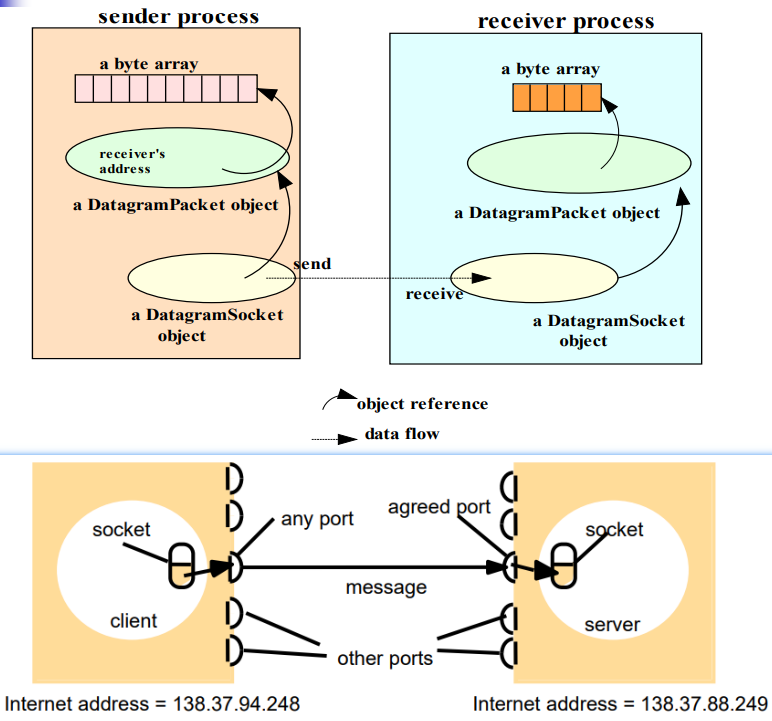 sender process
receiver process
a byte array
a byte array
receiver's
address
a DatagramPacket object
a DatagramPacket object
send
receive
a DatagramSocket
object
a DatagramSocket
object
object reference
data flow
socket
any port
agreed port
socket
message
client
server
other ports
Internet address = 138.37.94.248
Internet address = 138.37.88.249